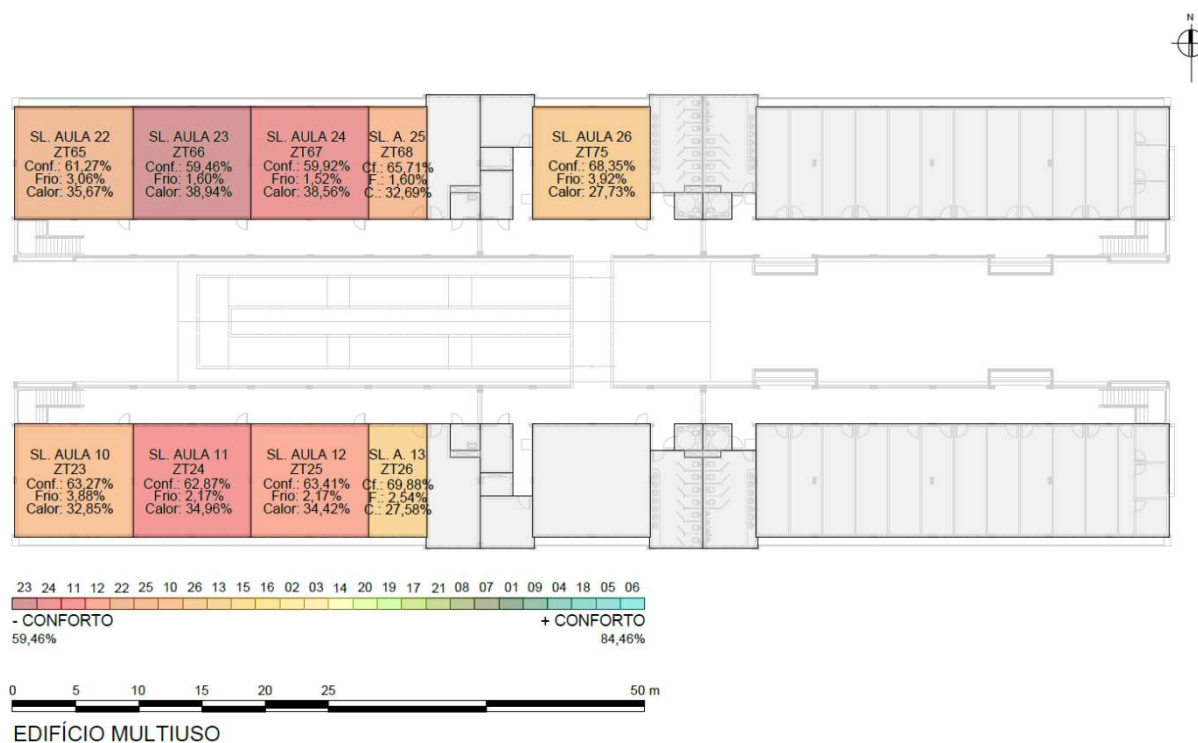 N
SL. AULA 22
ZT65
Conf.: 61,27%
Frio: 3,06%
Calor: 35,67%
SL. AULA 23
ZT66
Conf.: 59,46%
Frio: 1,60%
Calor: 38,94%
SL. AULA 24
ZT67
Conf.: 59,92%
Frio: 1,52%
Calor: 38,56%
SL. A. 25
ZT68
Cf.: 65,71%
F.: 1,60%
C.: 32,69%
SL. AULA 26
ZT75
Conf.: 68,35%
Frio: 3,92%
Calor: 27,73%
SL. AULA 10
ZT23
Conf.: 63,27%
Frio: 3,88%
Calor: 32,85%
SL. AULA 11
ZT24
Conf.: 62,87%
Frio: 2,17%
Calor: 34,96%
SL. AULA 12
ZT25
Conf.: 63,41%
Frio: 2,17%
Calor: 34,42%
SL. A. 13
ZT26
Cf.: 69,88%
F.: 2,54%
C.: 27,58%
23 24 11 12 22 25 10 26 13 15 16 02 03 14 20 19 17 21 08 07 01 09 04 18 05 06
- CONFORTO + CONFORTO
59,46% 84,46%
0 5 10 15 20 25 50 m
EDIFÍCIO MULTIUSO